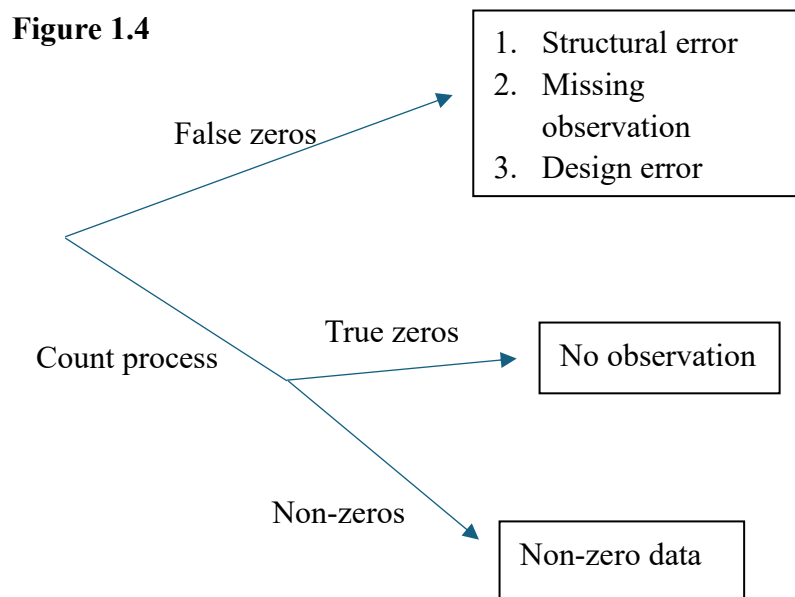 Figure 1.4
1. Structural error
2. Missing
observation
3. Design error
False zeros
True zeros
No observation
Count process
Non-zeros
Non-zero data